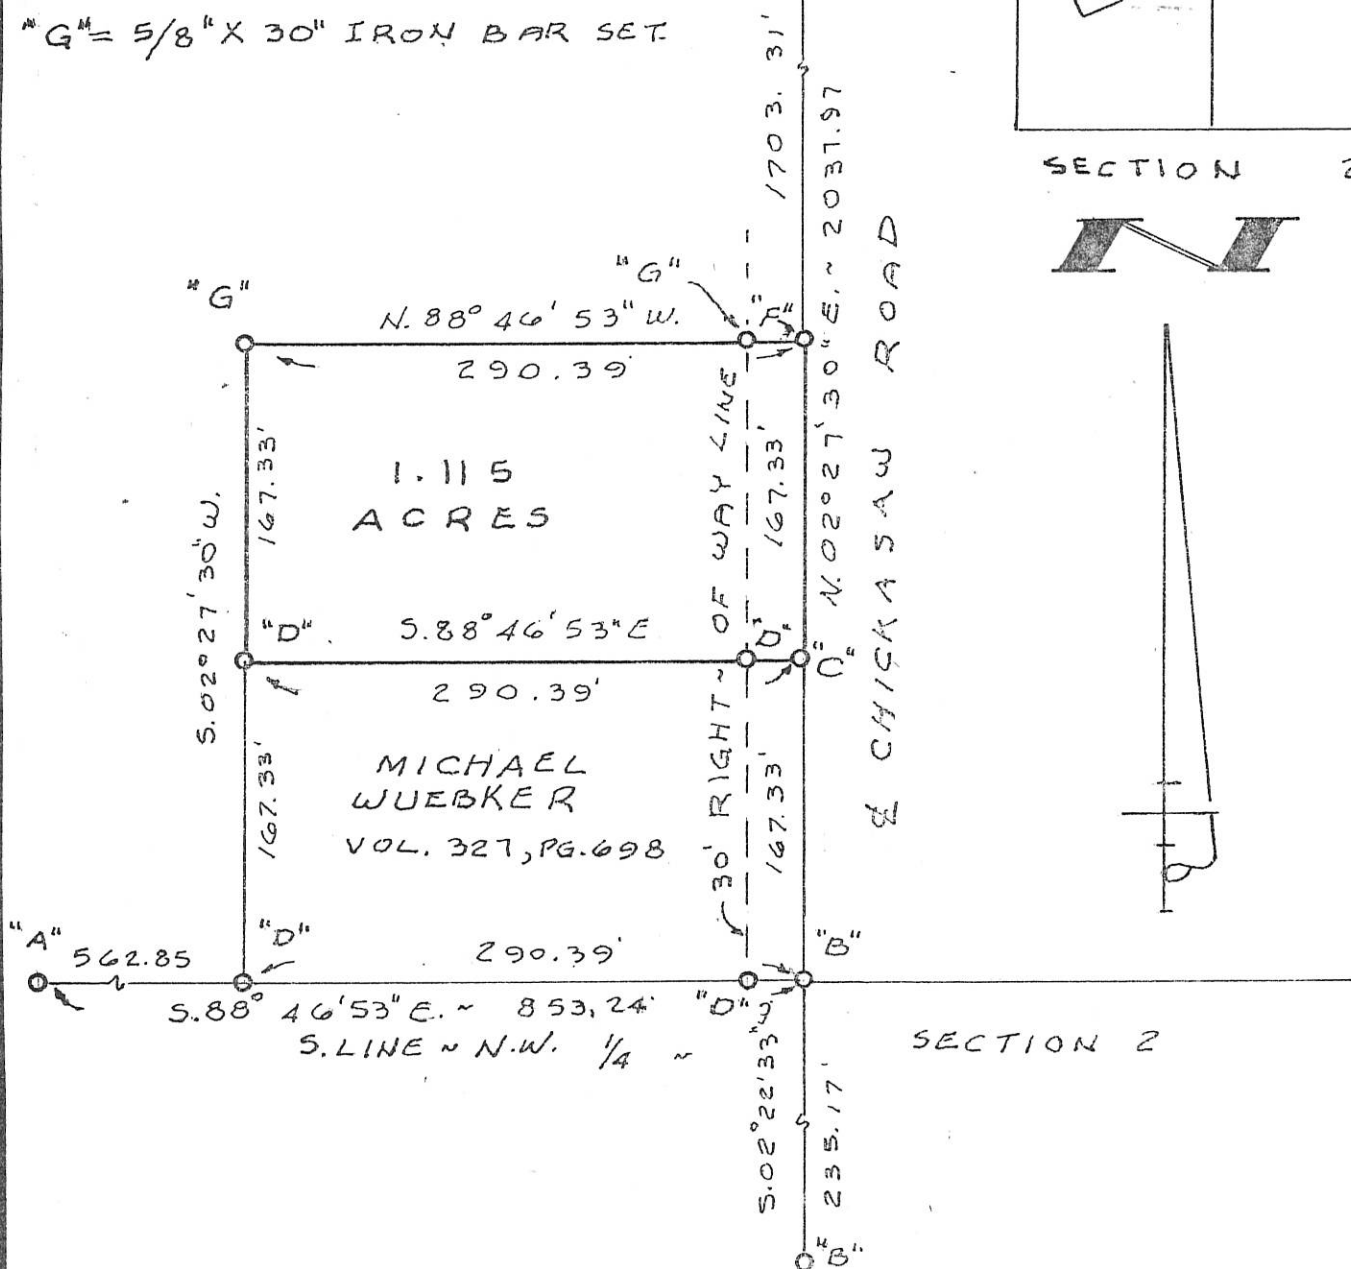 "G" = 5/8" X 30" IRON BAR SET.
1703.31'
N.02°27'30"E.~ 2037.97
℄ CHICKASAW ROAD
SECTION 2
N
"G"
"G"
"F"
N. 88° 46' 53" W.
290.39'
167.33'
S.02°27'30"W.
1.115
ACRES
30' RIGHT~OF WAY LINE
167.33'
"D"
S.88°46'53"E
"D"
"C"
290.39'
MICHAEL
WUEBKER
VOL. 327, PG.698
167.33'
167.33'
"A"
562.85
"D"
290.39'
"B"
S.88° 46'53"E. ~ 853.24'
"D"
S.LINE ~ N.W. 1/4 ~
SECTION 2
S.02°22'33"W.
235.17'
"B"